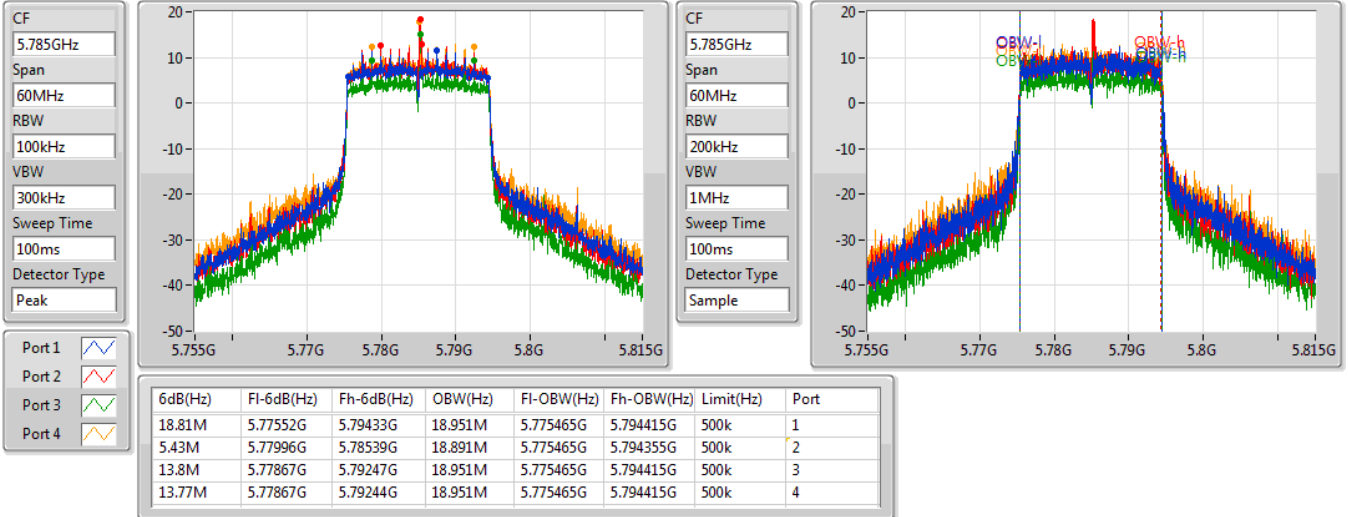 CF
5.785GHz
Span
60MHz
RBW
100kHz
VBW
300kHz
Sweep Time
100ms
Detector Type
Peak
Port 1
Port 2
Port 3
Port 4
20
10
0
-10
-20
-30
-40
-50
5.755G 5.77G 5.78G 5.79G 5.8G 5.815G
CF
5.785GHz
Span
60MHz
RBW
200kHz
VBW
1MHz
Sweep Time
100ms
Detector Type
Sample
20
10
0
-10
-20
-30
-40
-50
OBW-l OBW-h
5.755G 5.77G 5.78G 5.79G 5.8G 5.815G
6dB(Hz) Fl-6dB(Hz) Fh-6dB(Hz) OBW(Hz) Fl-OBW(Hz) Fh-OBW(Hz) Limit(Hz) Port
18.81M 5.77552G 5.79433G 18.951M 5.775465G 5.794415G 500k 1
5.43M 5.77996G 5.78539G 18.891M 5.775465G 5.794355G 500k 2
13.8M 5.77867G 5.79247G 18.951M 5.775465G 5.794415G 500k 3
13.77M 5.77867G 5.79244G 18.951M 5.775465G 5.794415G 500k 4